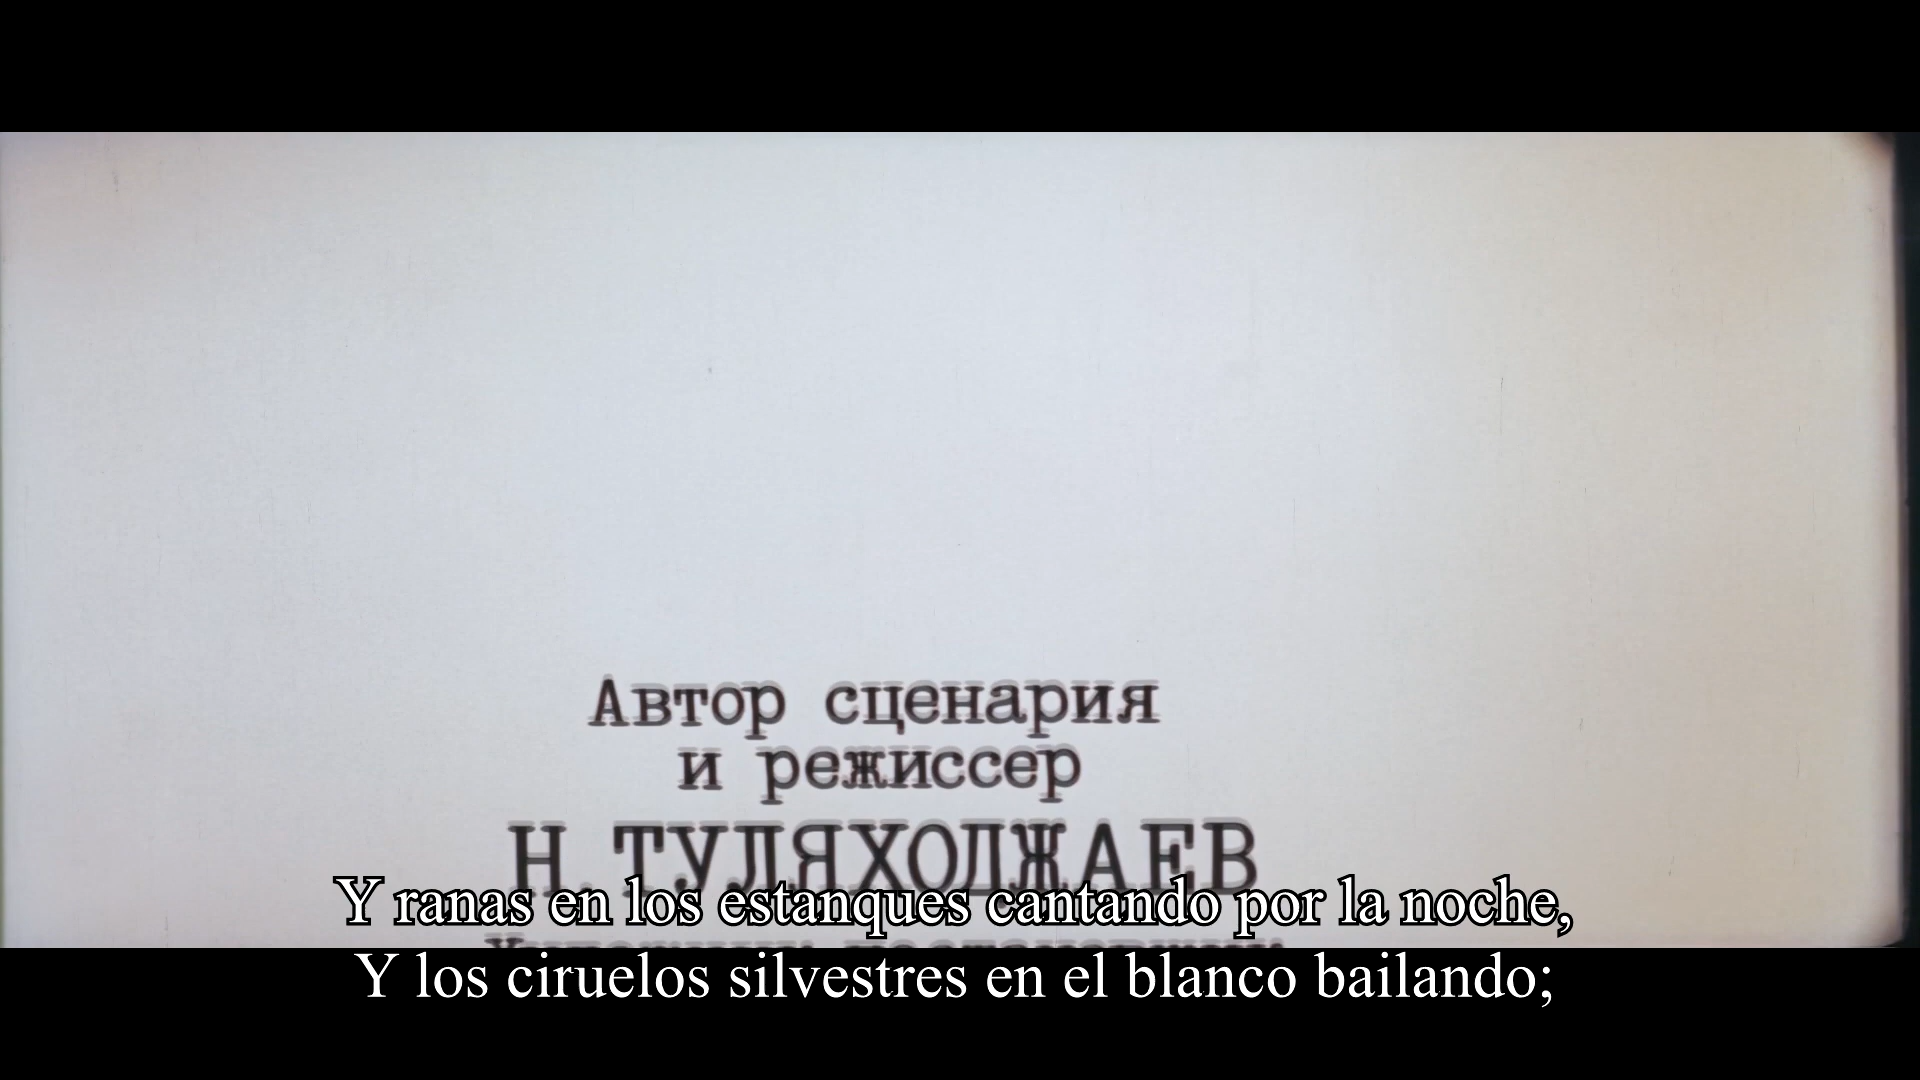 Автор сценария
и режиссер
Н. ТУЛЯХОДЖАЕВ
Y ranas en los estanques cantando por la noche,
Y los ciruelos silvestres en el blanco bailando;